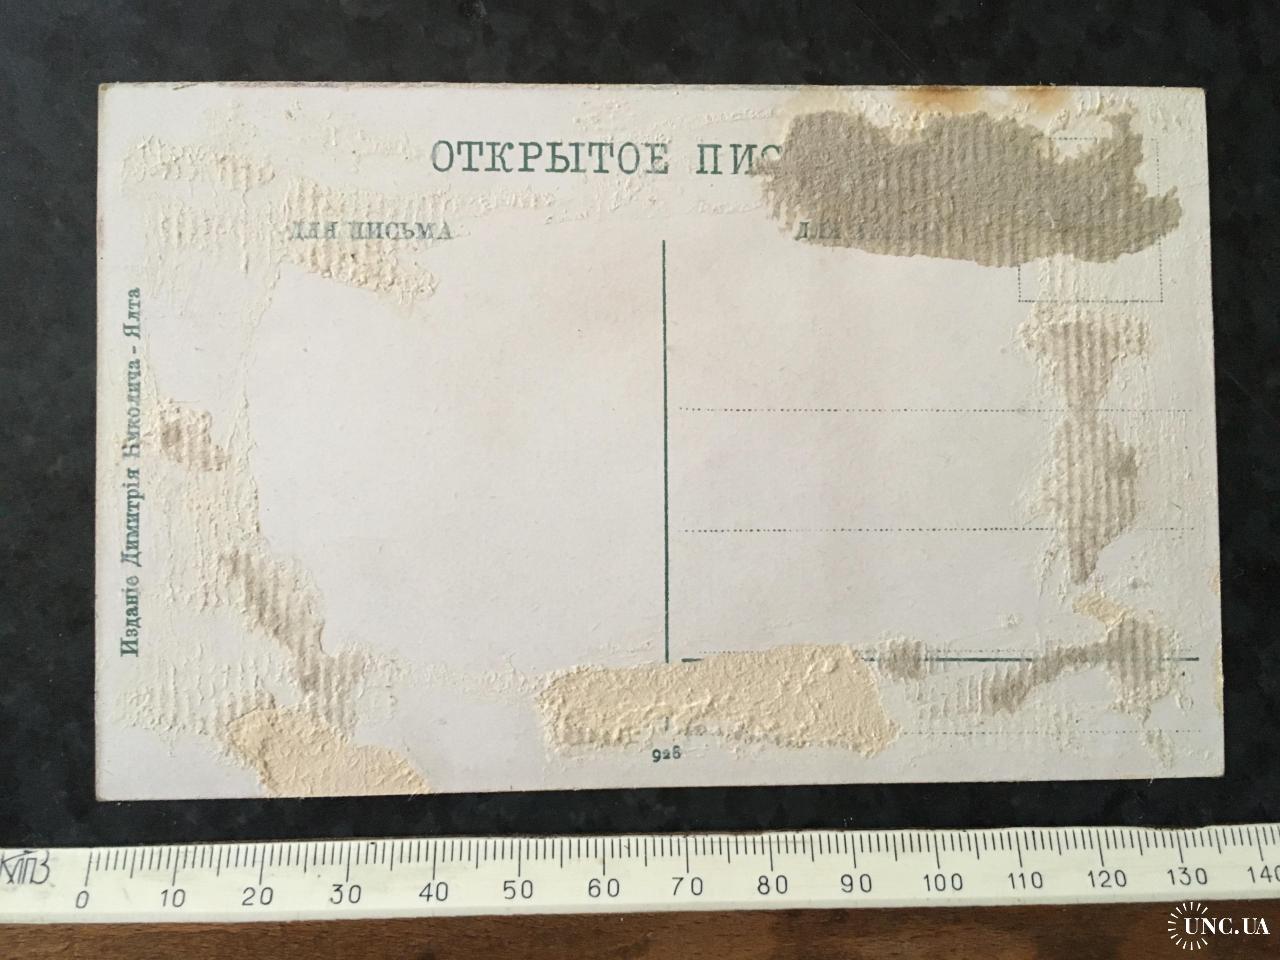 ОТКРЫТОЕ ПИС
ДЛЯ ПИСЬМА
ДЛЯ
Изданіе Димитрія Николича - Ялта
928
КПЗ
0 10 20 30 40 50 60 70 80 90 100 110 120 130 140
UNC.UA